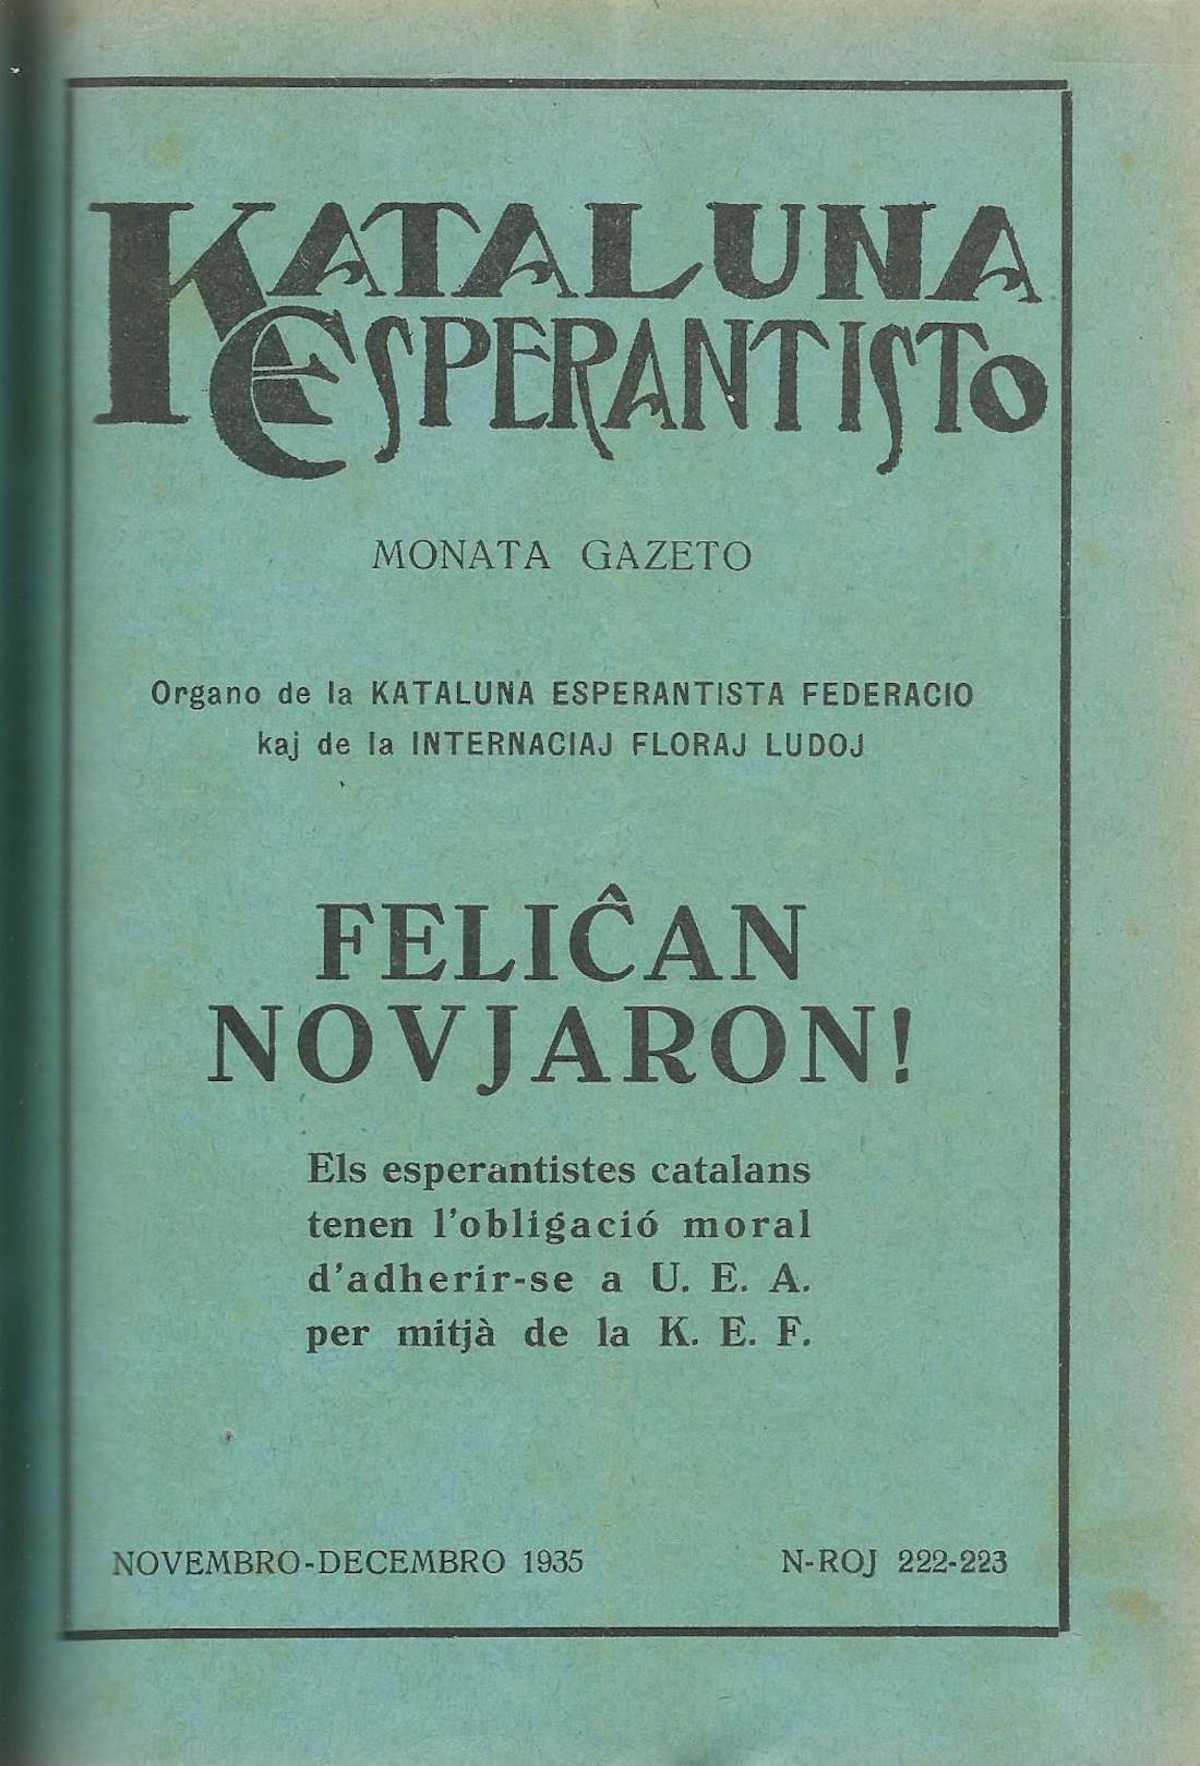 KATALUNA
ESPERANTISTO
MONATA GAZETO
Organo de la KATALUNA ESPERANTISTA FEDERACIO
kaj de la INTERNACIAJ FLORAJ LUDOJ
FELIĈAN
NOVJARON!
Els esperantistes catalans
tenen l'obligació moral
d'adherir-se a U. E. A.
per mitjà de la K. E. F.
NOVEMBRO-DECEMBRO 1935 N-ROJ 222-223